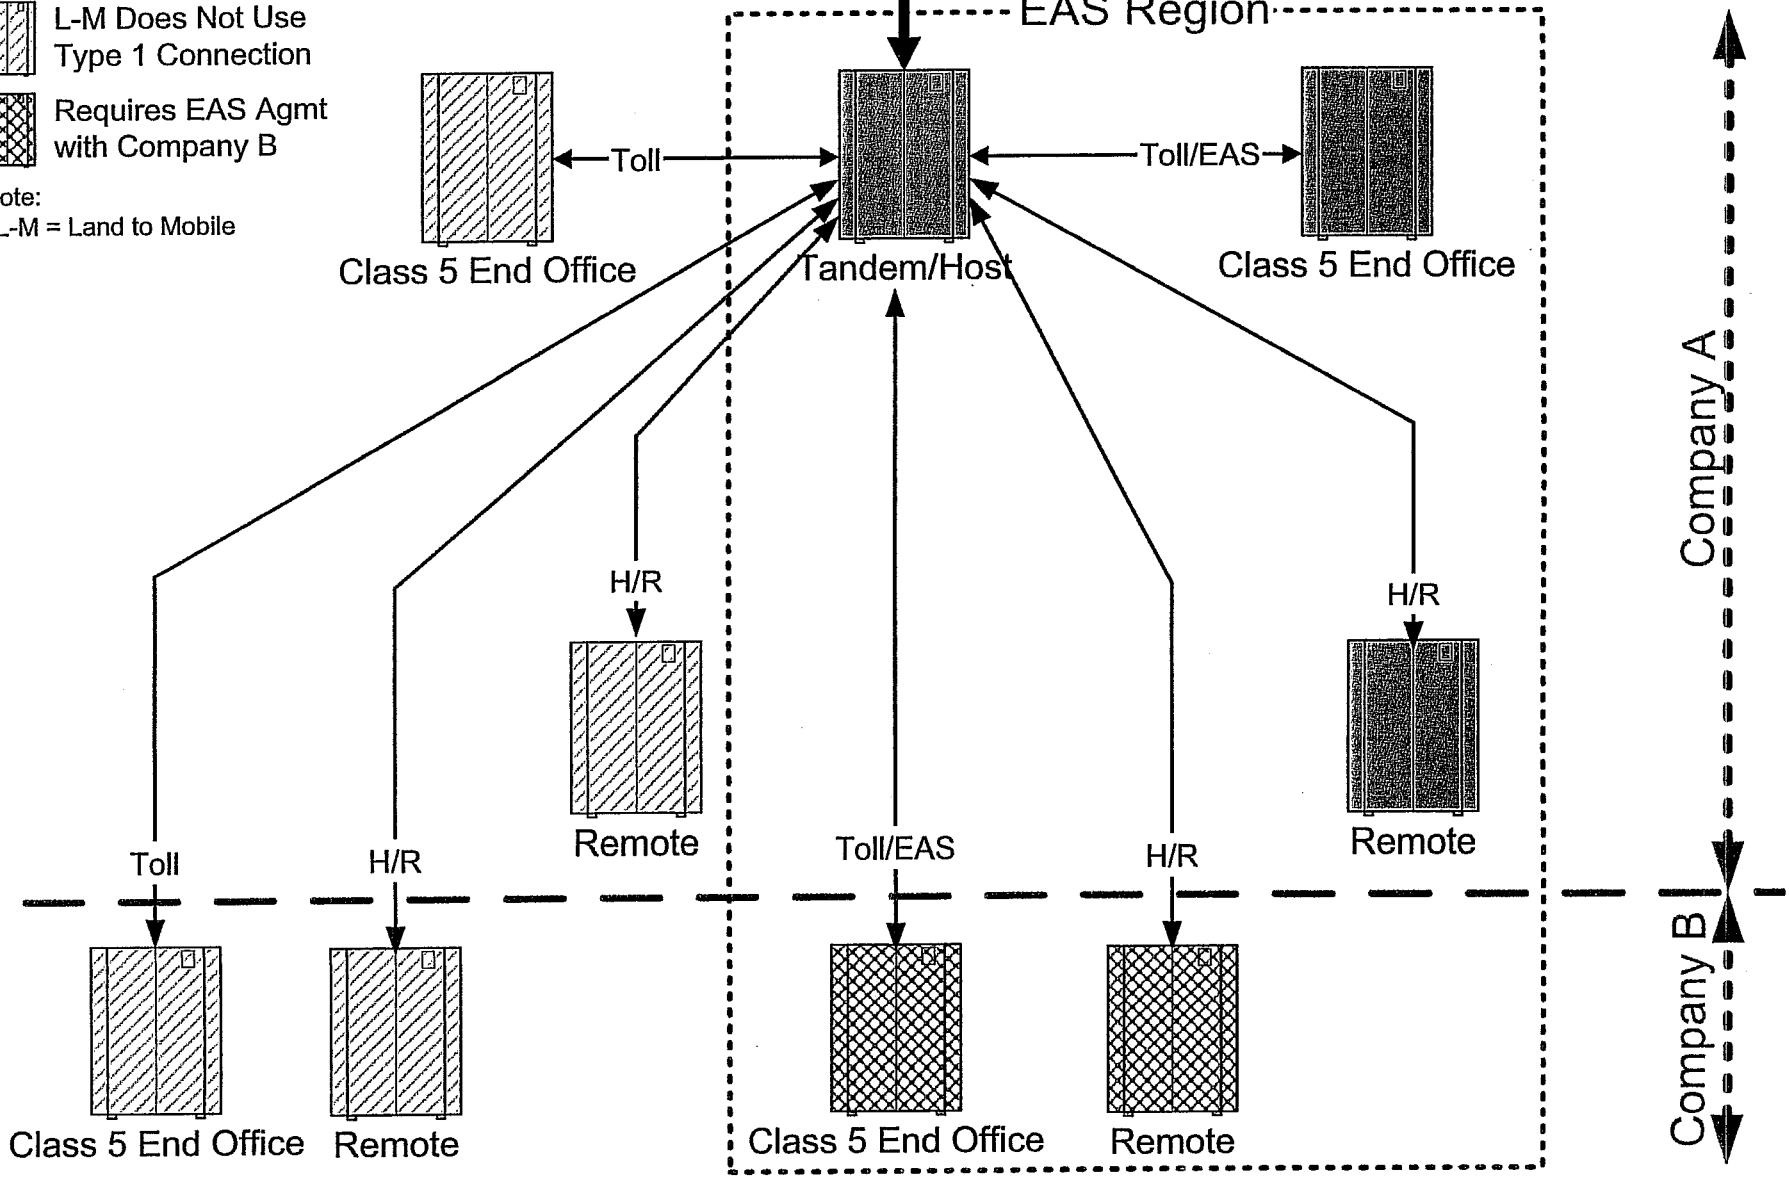 L-M Does Not Use
Type 1 Connection
Requires EAS Agmt
with Company B
ote:
L-M = Land to Mobile
EAS Region
Toll
Toll/EAS
Class 5 End Office
Tandem/Host
Class 5 End Office
Company A
H/R
H/R
Remote
Remote
Toll
H/R
Toll/EAS
H/R
Company B
Class 5 End Office
Remote
Class 5 End Office
Remote